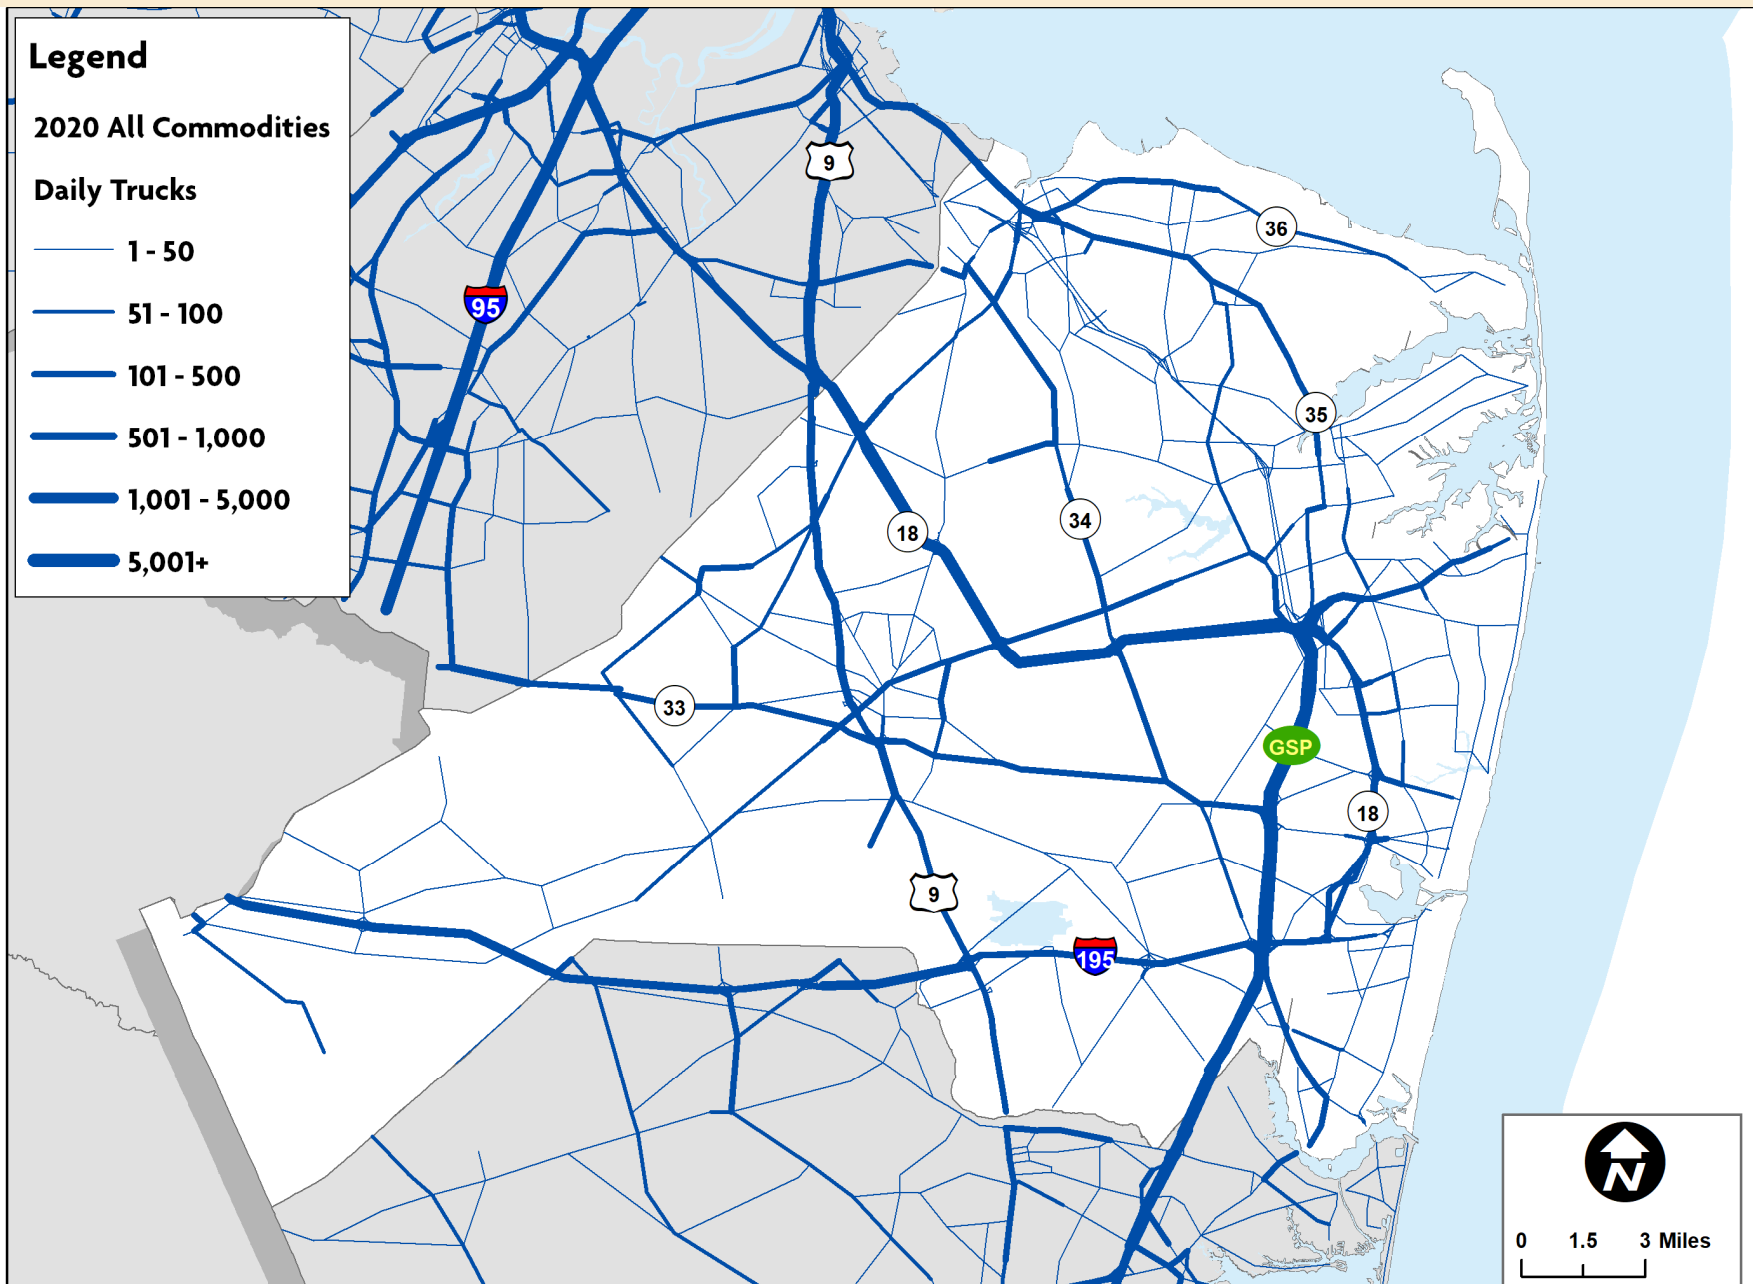 Legend
2020 All Commodities
Daily Trucks
1 - 50
51 - 100
101 - 500
501 - 1,000
1,001 - 5,000
5,001+
9
36
95
35
18
34
33
GSP
18
9
195
N
0 1.5 3 Miles